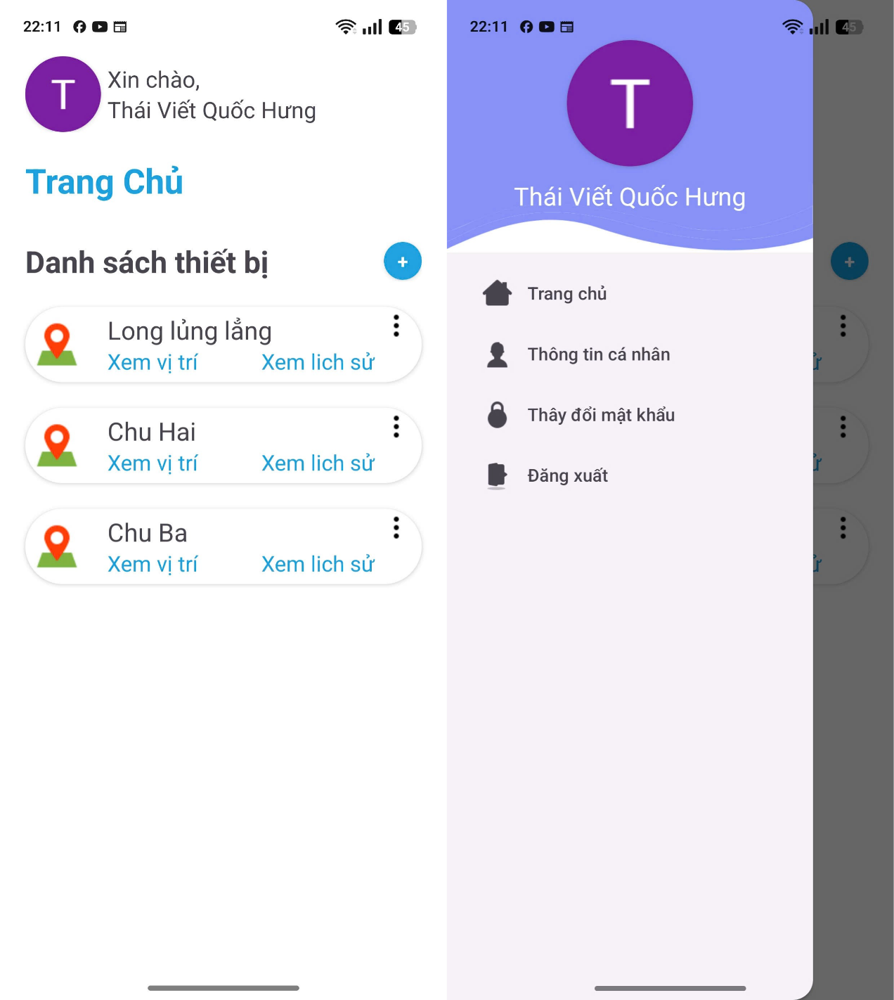 22:11
45
T
Xin chào,
Thái Viết Quốc Hưng
Trang Chủ
Danh sách thiết bị
+
Long lủng lẳng
Xem vị trí
Xem lich sử
Chu Hai
Xem vị trí
Xem lich sử
Chu Ba
Xem vị trí
Xem lich sử
22:11
45
T
Thái Viết Quốc Hưng
+
Trang chủ
Thông tin cá nhân
Thây đổi mật khẩu
Đăng xuất